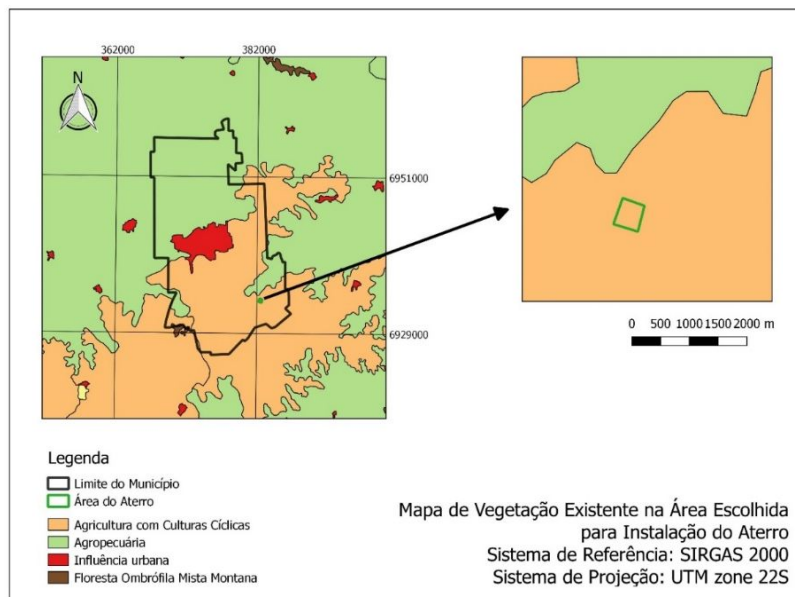 362000
382000
N
6951000
6929000
0 500 1000 1500 2000 m
Legenda
Limite do Município
Área do Aterro
Agricultura com Culturas Cíclicas
Agropecuária
Influência urbana
Floresta Ombrófila Mista Montana
Mapa de Vegetação Existente na Área Escolhida
para Instalação do Aterro
Sistema de Referência: SIRGAS 2000
Sistema de Projeção: UTM zone 22S